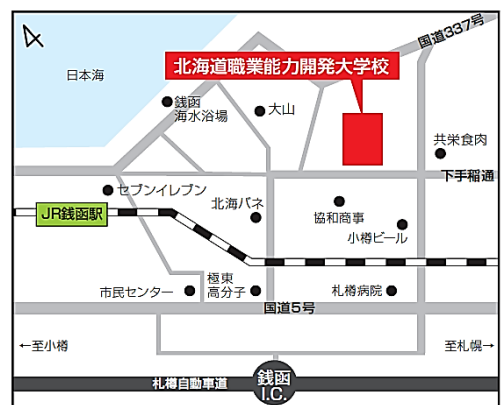 国道337号
日本海
北海道職業能力開発大学校
銭函
海水浴場
大山
共栄食肉
下手稲通
セブンイレブン
JR銭函駅
北海バネ
協和商事
小樽ビール
市民センター
極東
高分子
札樽病院
国道5号
←至小樽
至札幌→
札樽自動車道
銭函
I.C.